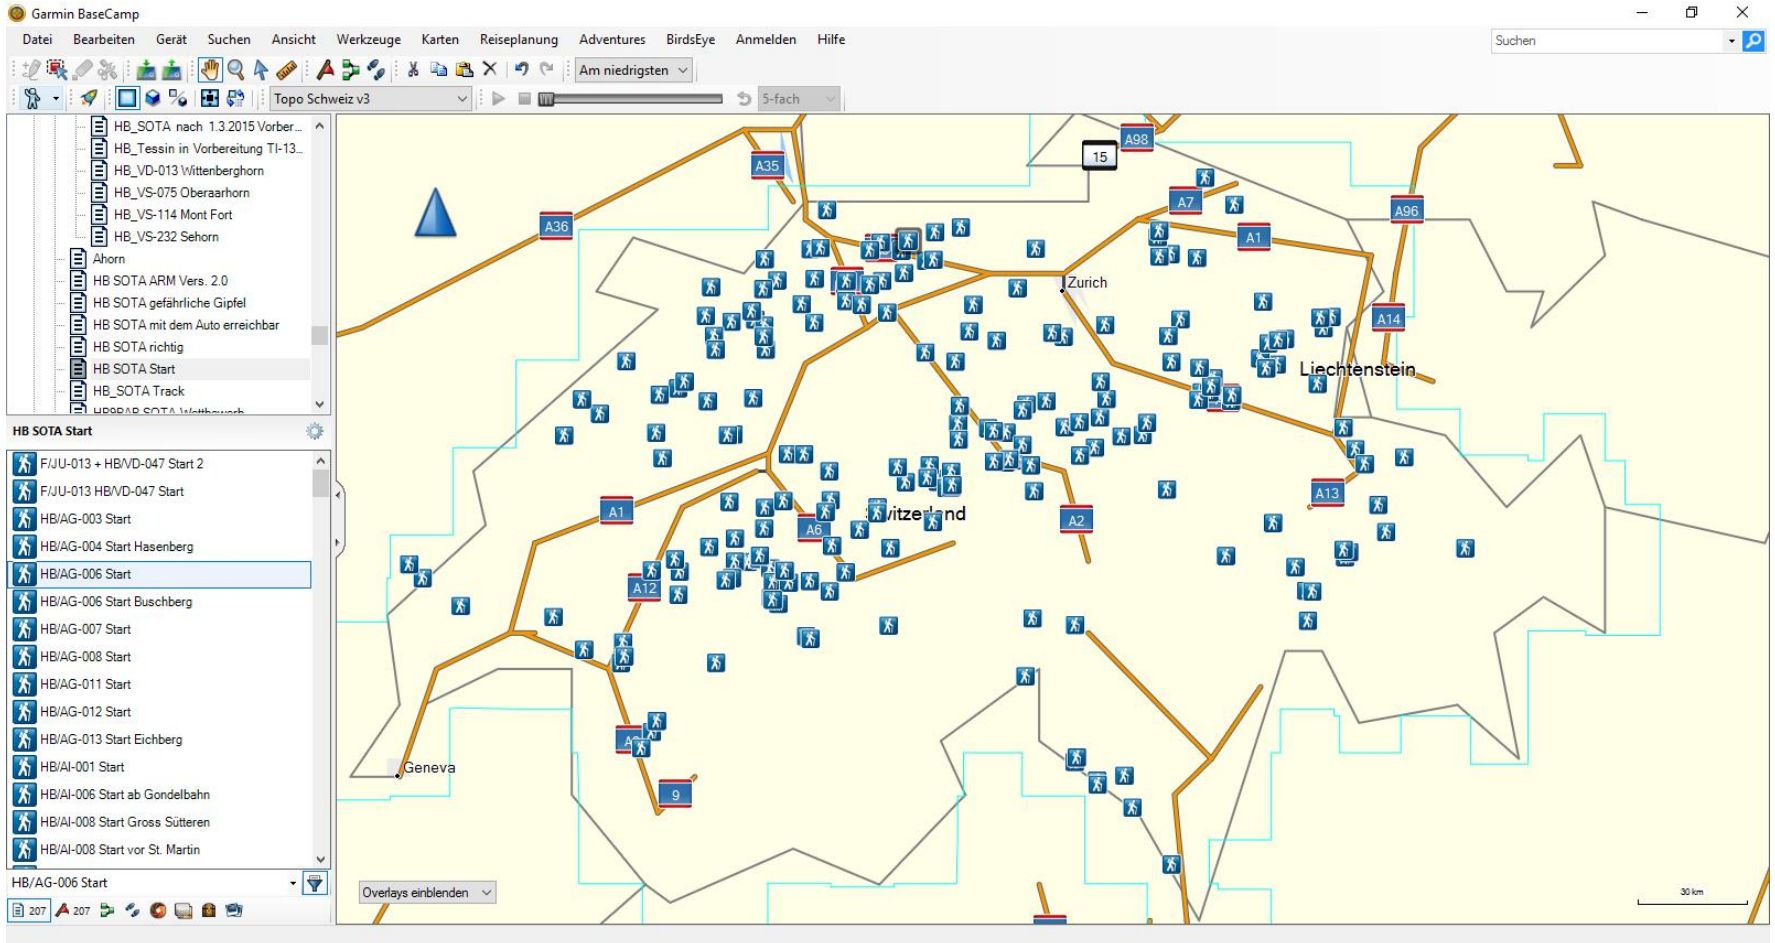 Garmin BaseCamp
Datei Bearbeiten Gerät Suchen Ansicht Werkzeuge Karten Reiseplanung Adventures BirdsEye Anmelden Hilfe
Suchen
Am niedrigsten
Topo Schweiz v3
5-fach
HB_SOTA nach 1.3.2015 Vorber...
HB_Tessin in Vorbereitung TI-13...
HB_VD-013 Wittenberghorn
HB_VS-075 Oberaarhorn
HB_VS-114 Mont Fort
HB_VS-232 Sehorn
Ahorn
HB SOTA ARM Vers. 2.0
HB SOTA gefährliche Gipfel
HB SOTA mit dem Auto erreichbar
HB SOTA richtig
HB SOTA Start
HB_SOTA Track
HB9BAB SOTA Wettbewerb
HB SOTA Start
F/JU-013 + HB/VD-047 Start 2
F/JU-013 HB/VD-047 Start
HB/AG-003 Start
HB/AG-004 Start Hasenberg
HB/AG-006 Start
HB/AG-006 Start Buschberg
HB/AG-007 Start
HB/AG-008 Start
HB/AG-011 Start
HB/AG-012 Start
HB/AG-013 Start Eichberg
HB/AI-001 Start
HB/AI-006 Start ab Gondelbahn
HB/AI-008 Start Gross Sütteren
HB/AI-008 Start vor St. Martin
HB/AG-006 Start
207 207
A98
15
A35
A7
A96
A36
A1
Zurich
A14
Liechtenstein
A13
A1
Switzerland
A2
A6
A12
Geneva
9
Overlays einblenden
30 km